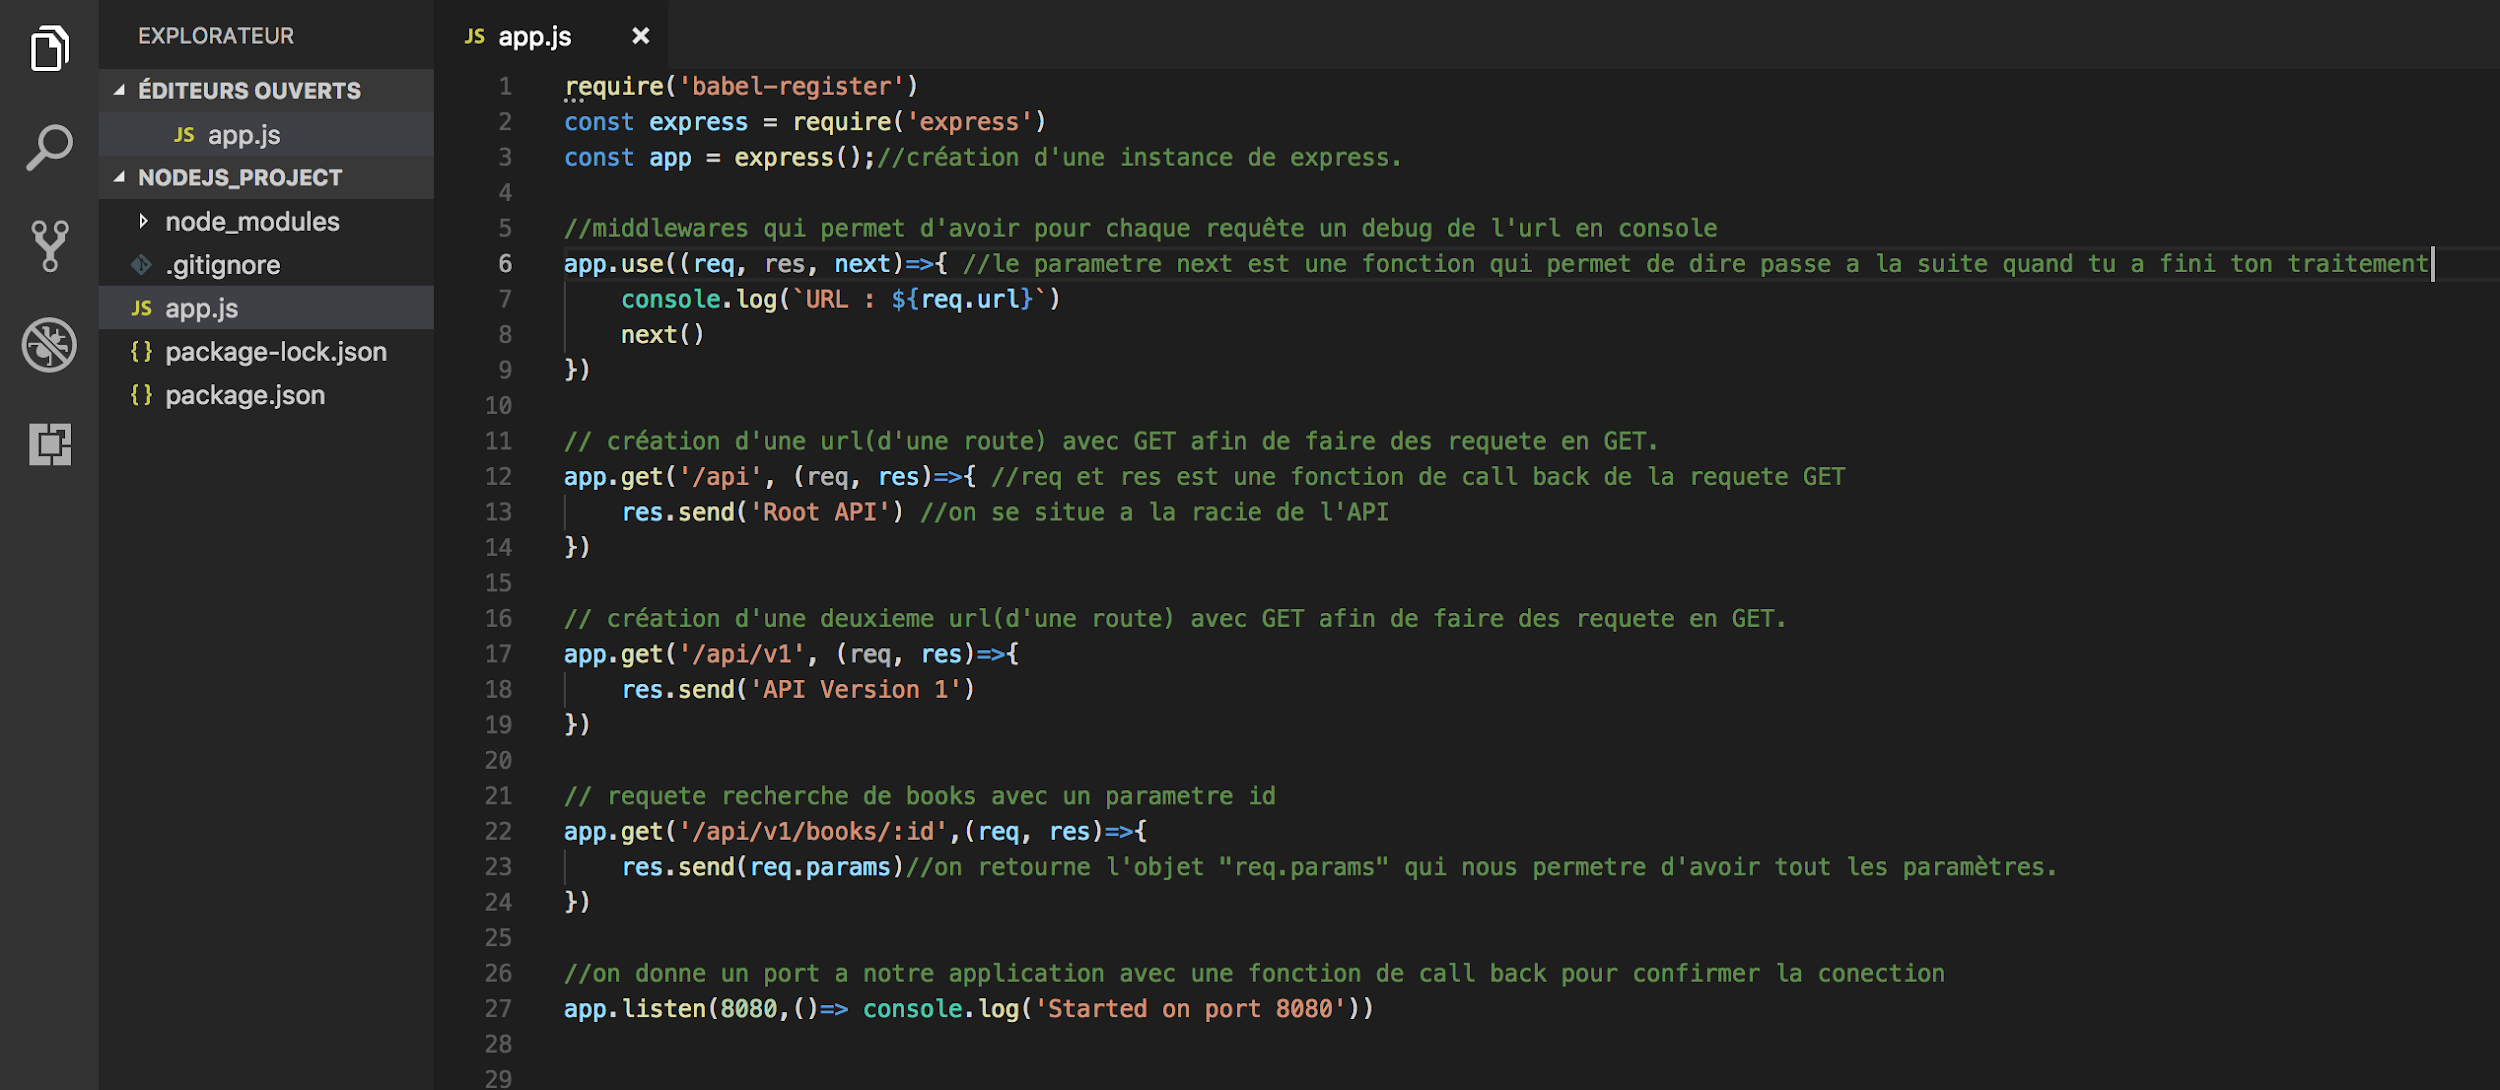 EXPLORATEUR
ÉDITEURS OUVERTS
JS app.js
NODEJS_PROJECT
node_modules
.gitignore
JS app.js
{} package-lock.json
{} package.json
JS app.js ×
1 require('babel-register')
2 const express = require('express')
3 const app = express();//création d'une instance de express.
4
5 //middlewares qui permet d'avoir pour chaque requête un debug de l'url en console
6 app.use((req, res, next)=>{ //le parametre next est une fonction qui permet de dire passe a la suite quand tu a fini ton traitement
7     console.log(`URL : ${req.url}`)
8     next()
9 })
10
11 // création d'une url(d'une route) avec GET afin de faire des requete en GET.
12 app.get('/api', (req, res)=>{ //req et res est une fonction de call back de la requete GET
13     res.send('Root API') //on se situe a la racie de l'API
14 })
15
16 // création d'une deuxieme url(d'une route) avec GET afin de faire des requete en GET.
17 app.get('/api/v1', (req, res)=>{
18     res.send('API Version 1')
19 })
20
21 // requete recherche de books avec un parametre id
22 app.get('/api/v1/books/:id',(req, res)=>{
23     res.send(req.params)//on retourne l'objet "req.params" qui nous permetre d'avoir tout les paramètres.
24 })
25
26 //on donne un port a notre application avec une fonction de call back pour confirmer la conection
27 app.listen(8080,()=> console.log('Started on port 8080'))
28
29